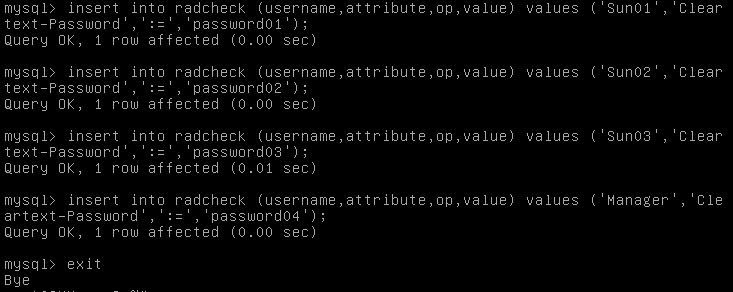 mysql> insert into radcheck (username,attribute,op,value) values ('Sun01','Clear
text-Password',':=','password01');
Query OK, 1 row affected (0.00 sec)
mysql> insert into radcheck (username,attribute,op,value) values ('Sun02','Clear
text-Password',':=','password02');
Query OK, 1 row affected (0.00 sec)
mysql> insert into radcheck (username,attribute,op,value) values ('Sun03','Clear
text-Password',':=','password03');
Query OK, 1 row affected (0.01 sec)
mysql> insert into radcheck (username,attribute,op,value) values ('Manager','Cle
artext-Password',':=','password04');
Query OK, 1 row affected (0.00 sec)
mysql> exit
Bye